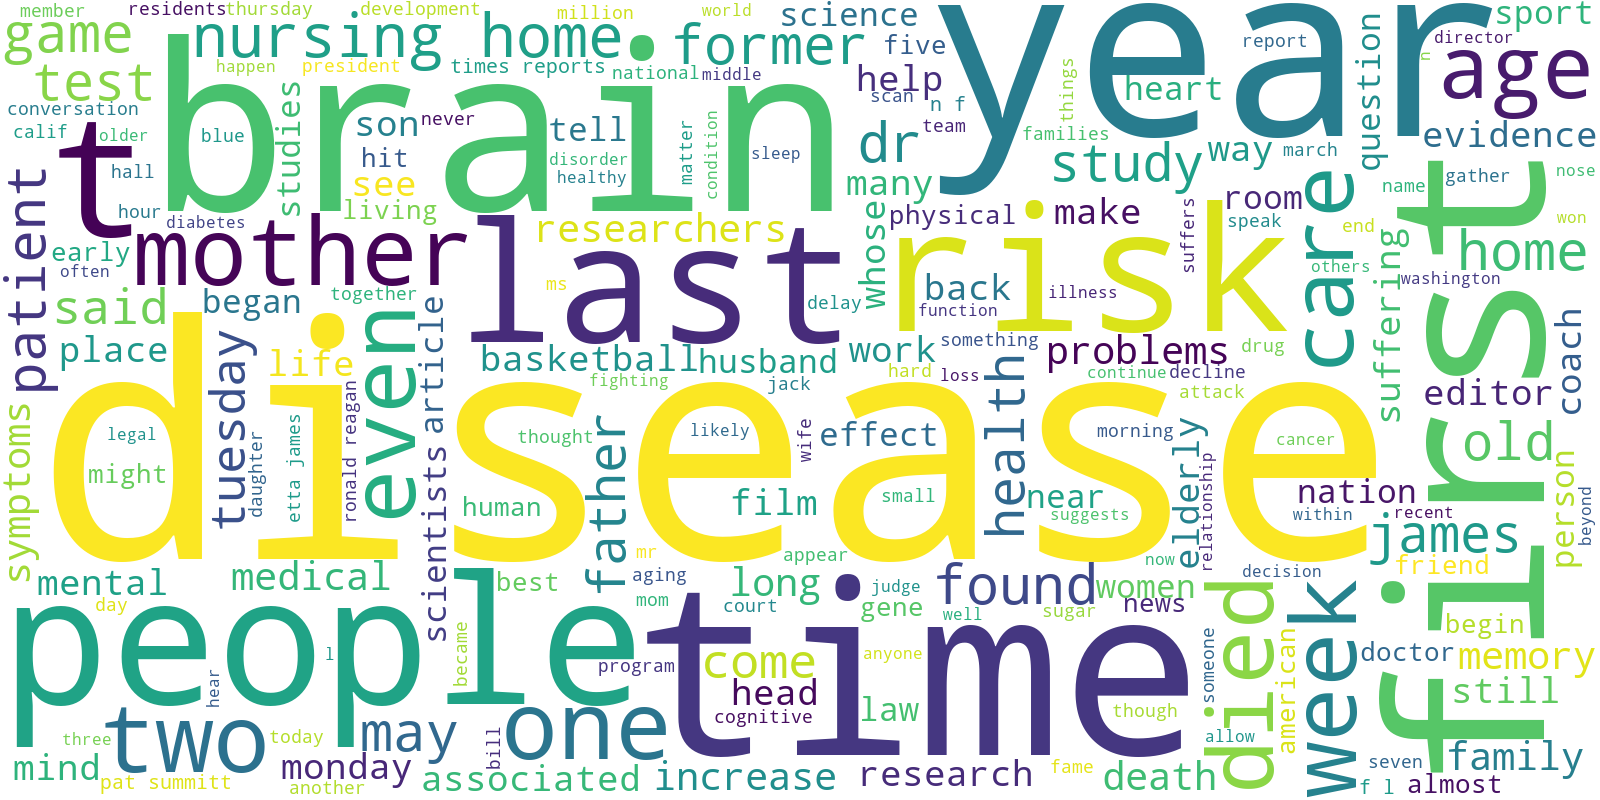 member
residents
thursday
development
million
world
science
sport
game
nursing home
former
five
report
director
year
test
happen
president
times reports
national
middle
help
heart
n
age
conversation
studies
brain
scan
n f
things
question
calif
older
blue
son
never
tell
team
families
evidence
t
hit
disorder
healthy
matter
condition
sleep
dr
study
way
march
hall
see
many
room
name
gather
nose
patient
hour
diabetes
living
physical
make
speak
won
mother
last
researchers
whose
risk
suffers
care
end
first
early
often
others
suffering
home
washington
said
began
together
ms
delay
back
illness
function
place
tuesday
life
even
article
basketball
husband
work
something
problems
drug
coach
fighting
jack
hard
loss
health
continue
decline
attack
editor
disease
symptoms
legal
might
daughter
etta james
ronald reagan
scientists
father
thought
likely
wife
effect
morning
cancer
old
human
film
small
near
suggests
elderly
relationship
nation
within
recent
person
beyond
james
mental
medical
best
mr
aging
mom
appear
long
judge
found
now
women
decision
friend
day
people
court
gene
well
sugar
news
died
week
begin
l
became
program
time
come
anyone
someone
american
doctor
memory
hear
head
cognitive
law
though
still
two
may
one
allow
three
today
bill
family
mind
monday
associated
increase
research
fame
death
seven
pat summitt
another
f l
almost